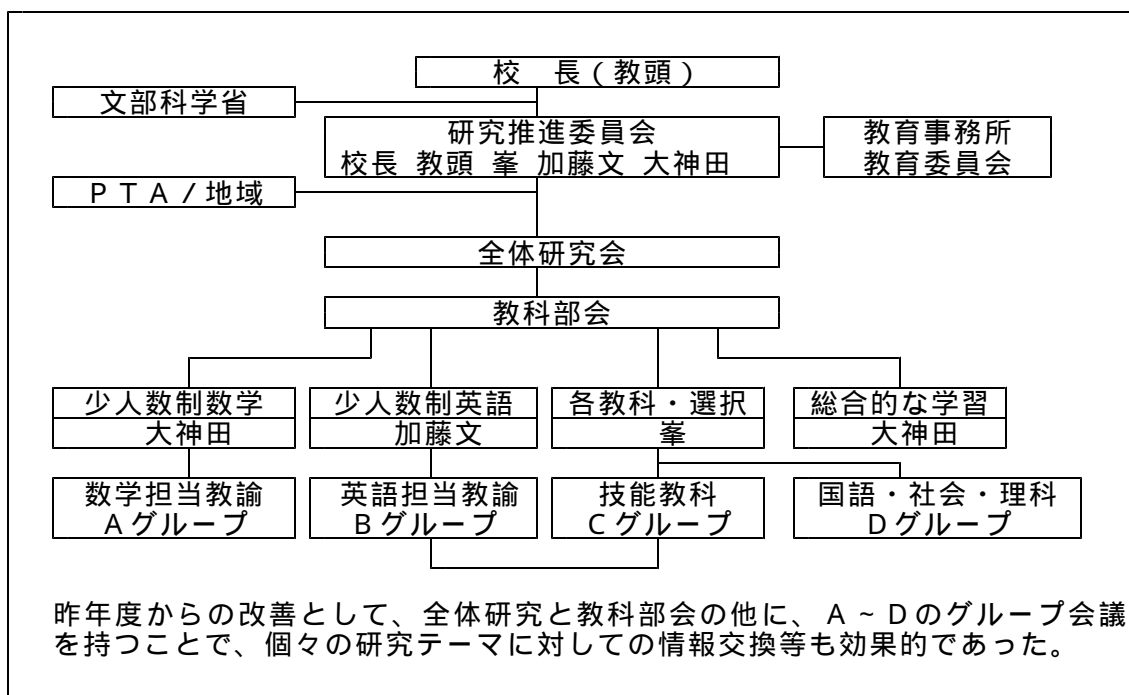 校　長（教頭）
文部科学省
研究推進委員会
校長 教頭 峯 加藤文 大神田
教育事務所
教育委員会
ＰＴＡ／地域
全体研究会
教科部会
少人数制数学
大神田
少人数制英語
加藤文
各教科・選択
峯
総合的な学習
大神田
数学担当教諭
Ａグループ
英語担当教諭
Ｂグループ
技能教科
Ｃグループ
国語・社会・理科
Ｄグループ
昨年度からの改善として、全体研究と教科部会の他に、Ａ～Ｄのグループ会議
を持つことで、個々の研究テーマに対しての情報交換等も効果的であった。